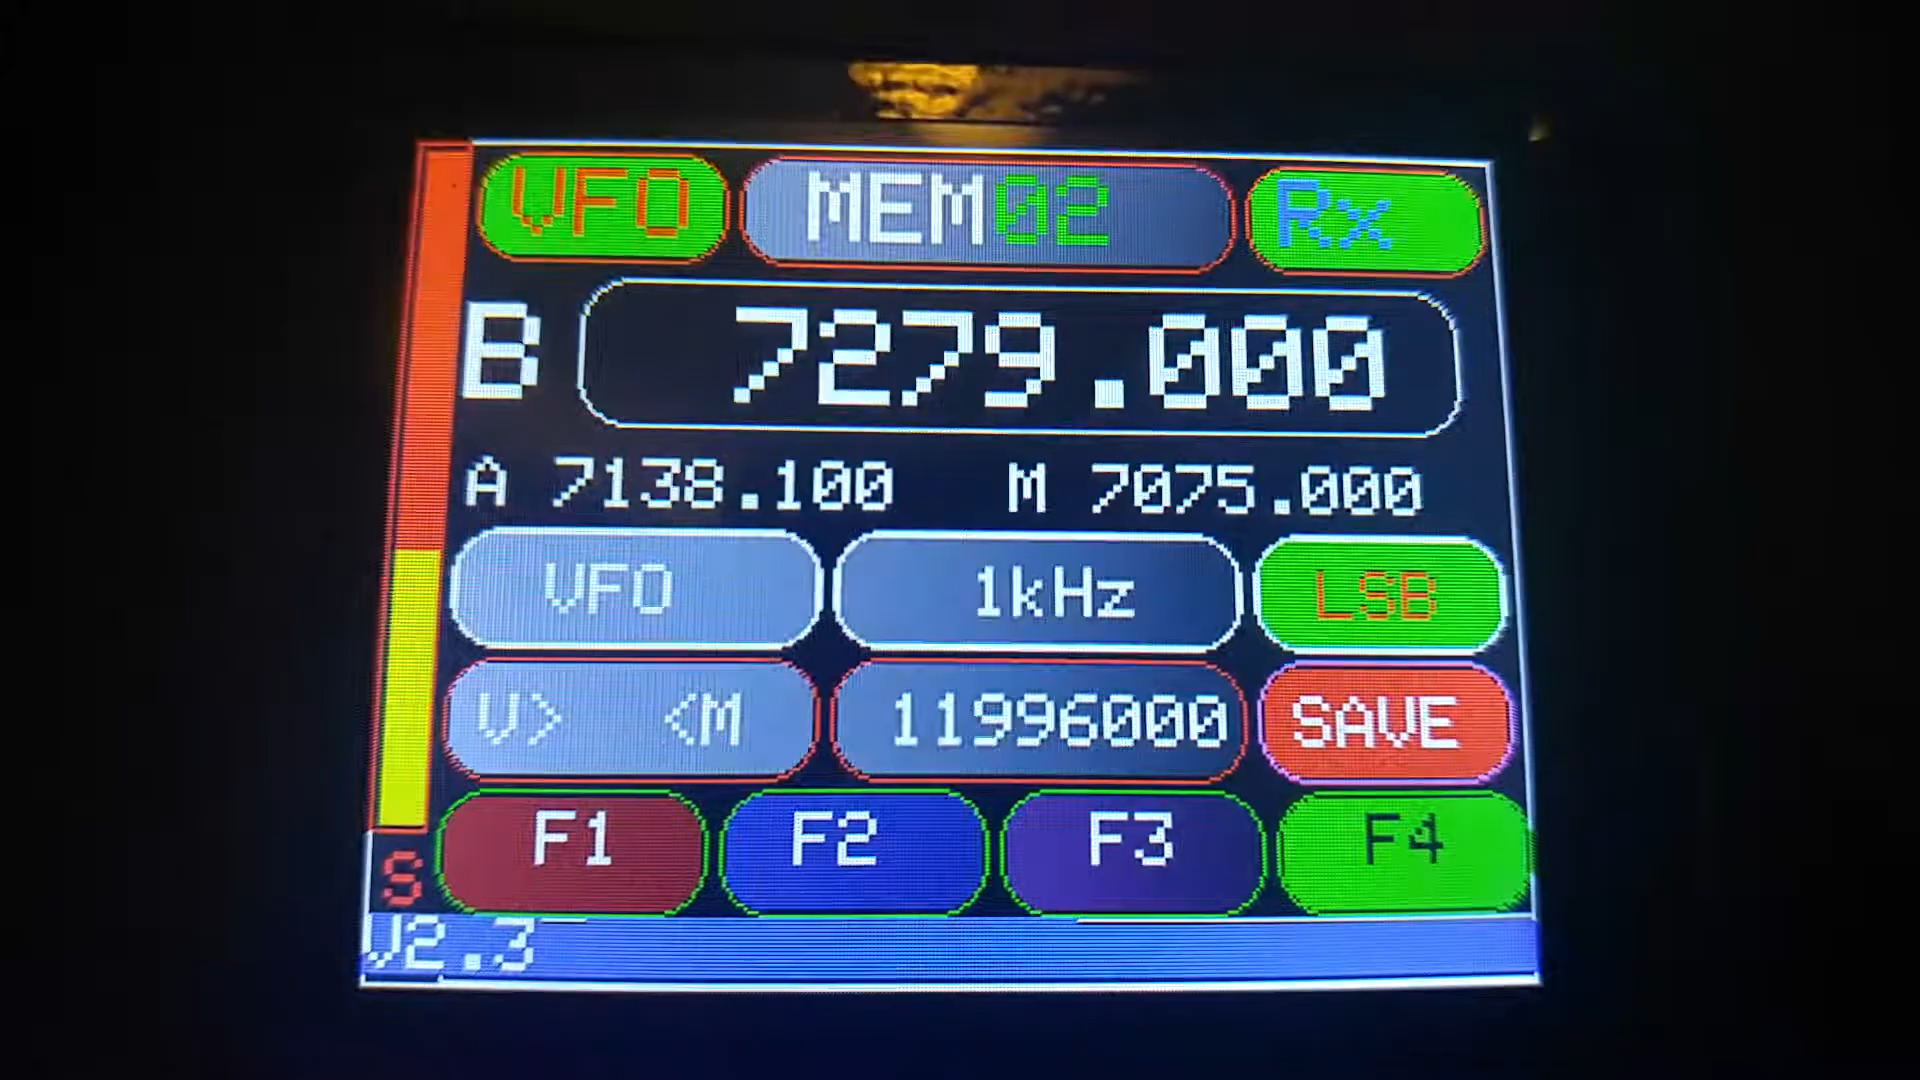 VFO MEM02 Rx
B 7279.000
A 7138.100 M 7075.000
VFO 1kHz LSB
V> <M 11996000 SAVE
F1 F2 F3 F4
S
V2.3